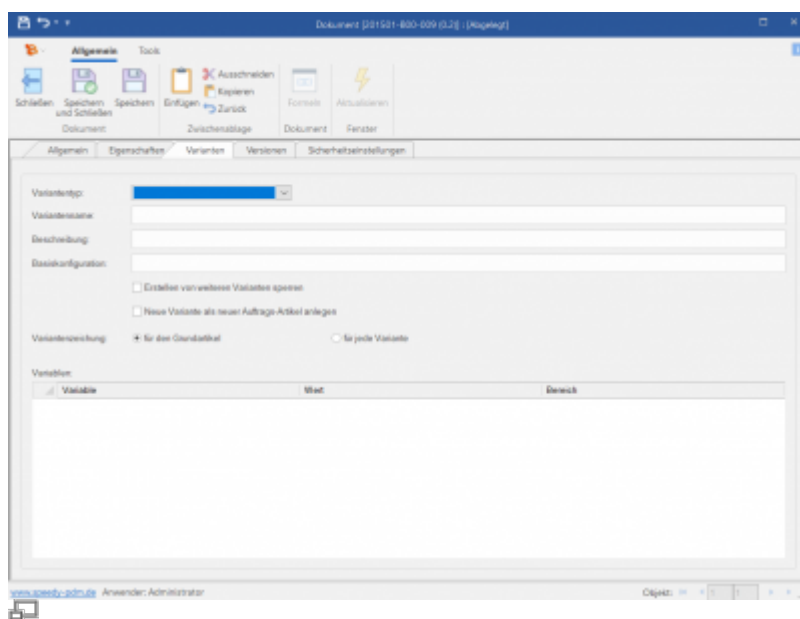 Dokument [201501-800-009 (0.2)] : [Abgelegt]
Allgemein Tools
Schließen Speichern und Schließen Speichern Einfügen Ausschneiden Kopieren Zurück Formeln Aktualisieren
Dokument Zwischenablage Dokument Fenster
Allgemein Eigenschaften Varianten Versionen Sicherheitseinstellungen
Variantentyp:
Variantenname:
Beschreibung:
Basiskonfiguration:
Erstellen von weiteren Varianten sperren
Neue Variante als neuer Auftrags-Artikel anlegen
Variantenzeichnung: für den Grundartikel für jede Variante
Variablen:
Variable Wert Bereich
www.speedy-pdm.de Anwender: Administrator Objekt: 1 1